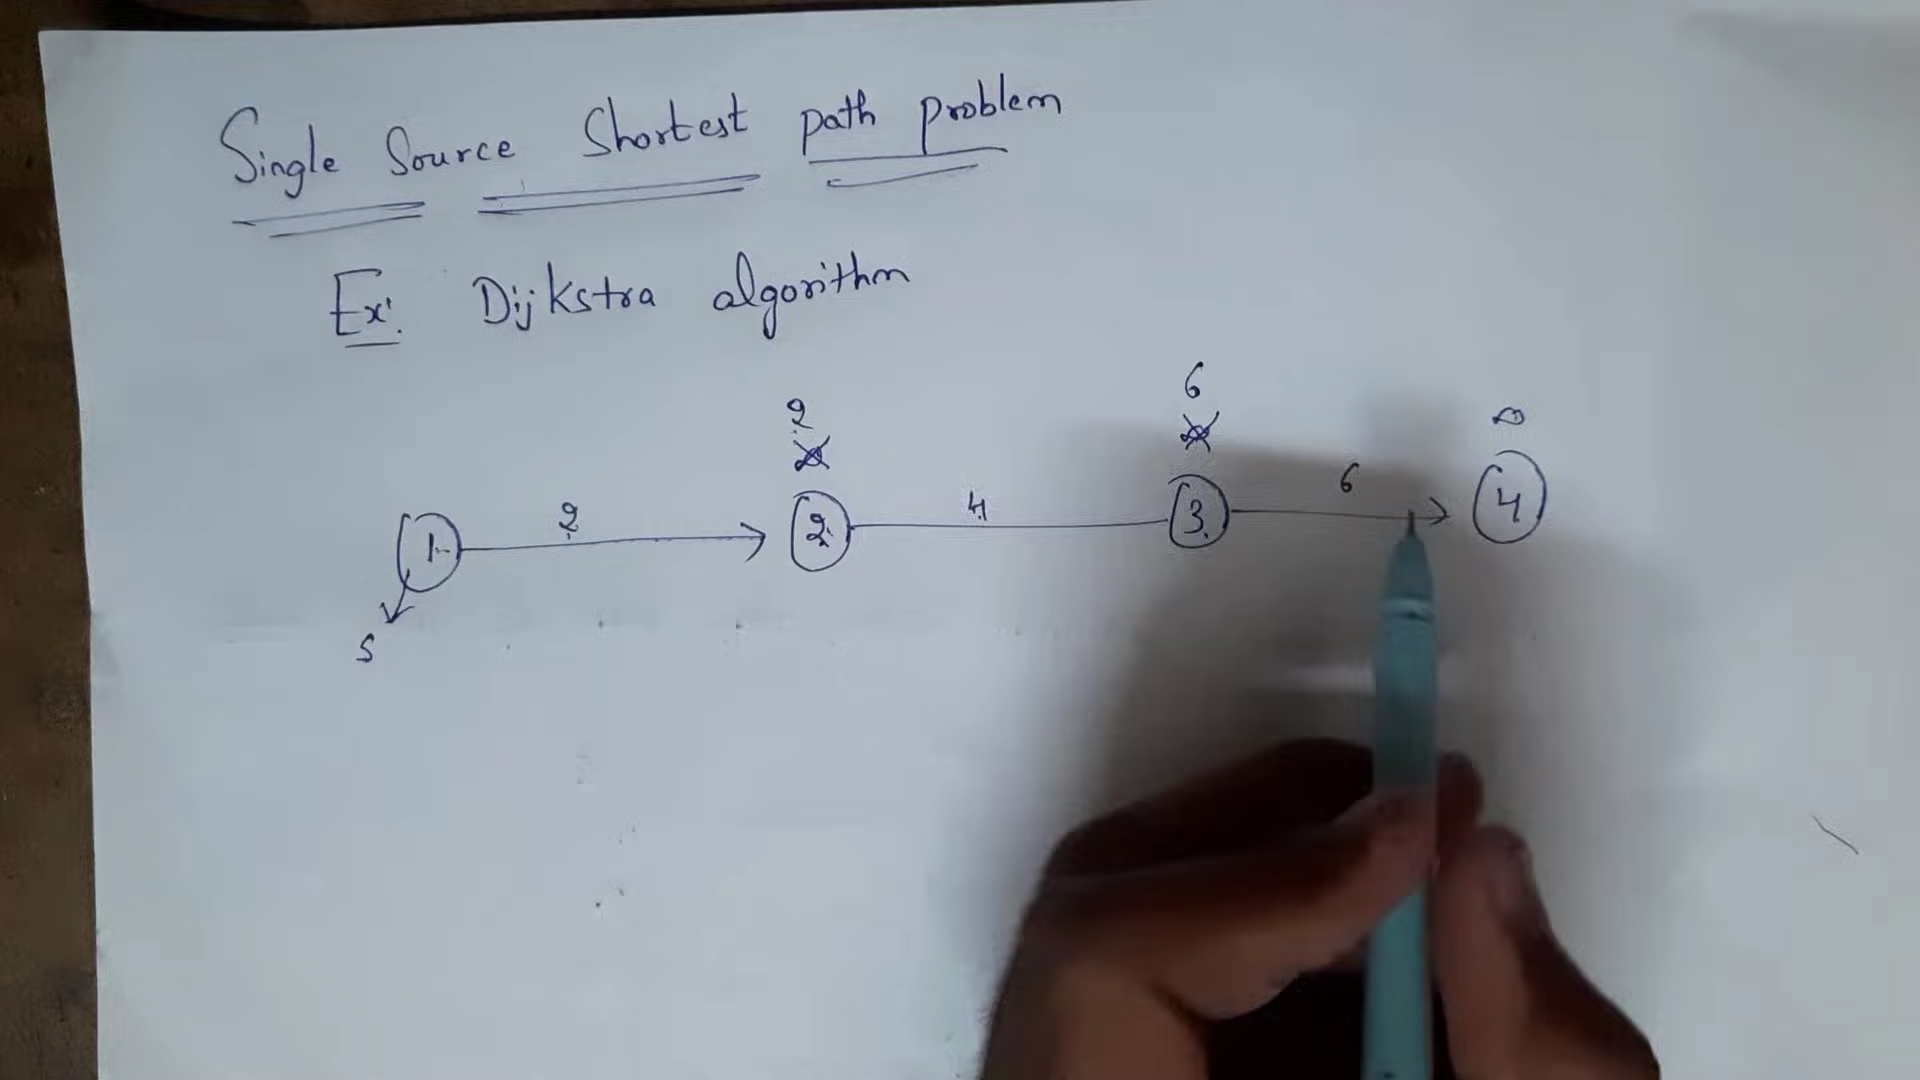 Single Source Shortest path problem
Ex: Dijkstra algorithm
2 6 ∞
1 2 2 4 3 6 4
S